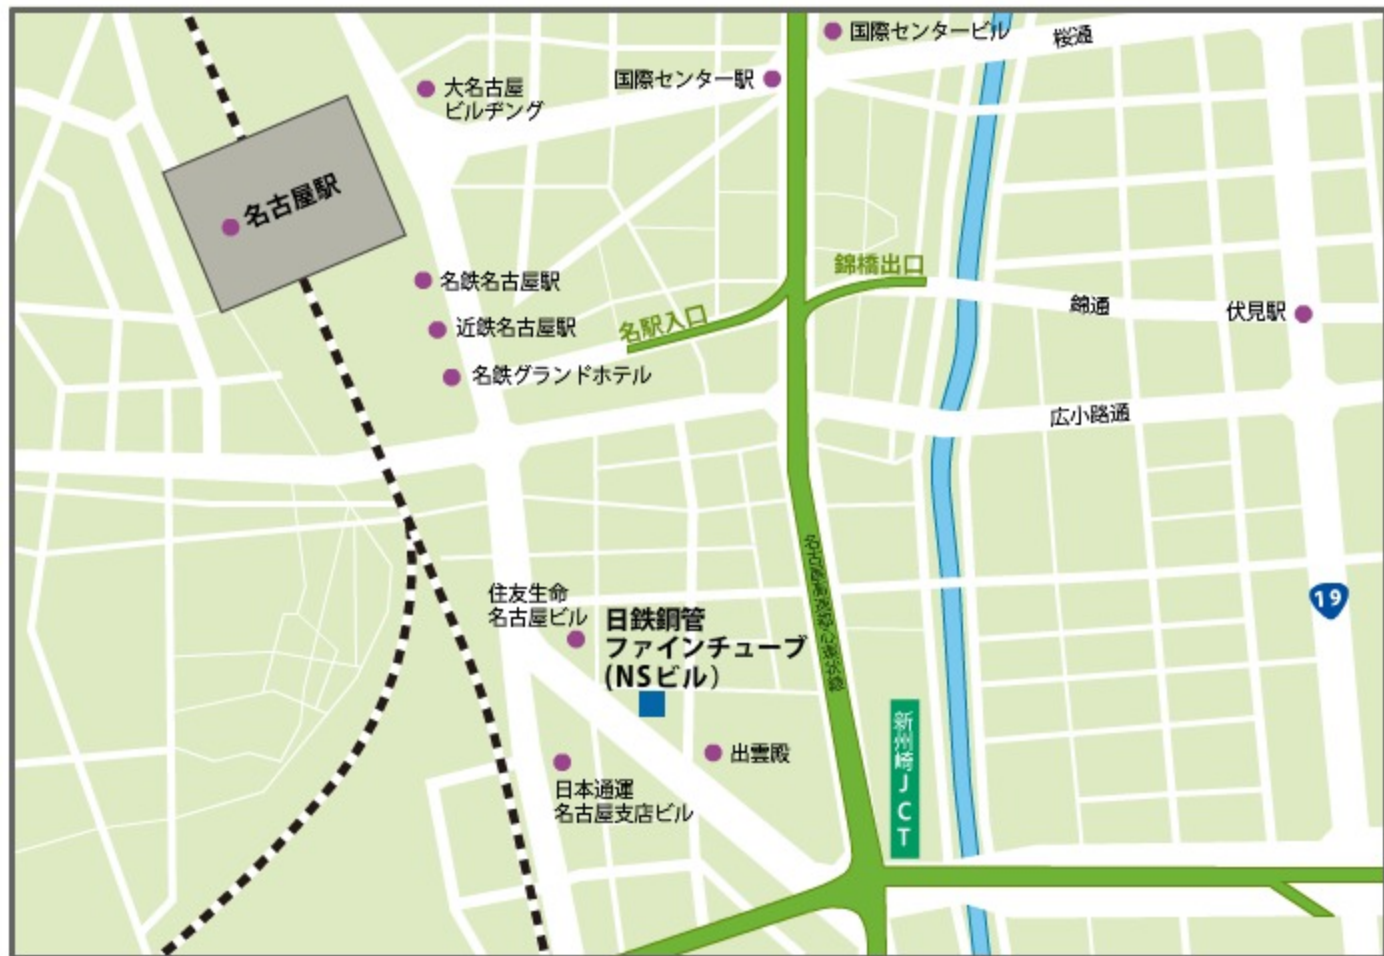 国際センタービル
桜通
国際センター駅
大名古屋
ビルヂング
名古屋駅
錦橋出口
名鉄名古屋駅
錦通
伏見駅
名駅入口
近鉄名古屋駅
名鉄グランドホテル
広小路通
住友生命
名古屋ビル
日鉄鋼管
ファインチューブ
(NSビル)
19
新州崎JCT
出雲殿
日本通運
名古屋支店ビル